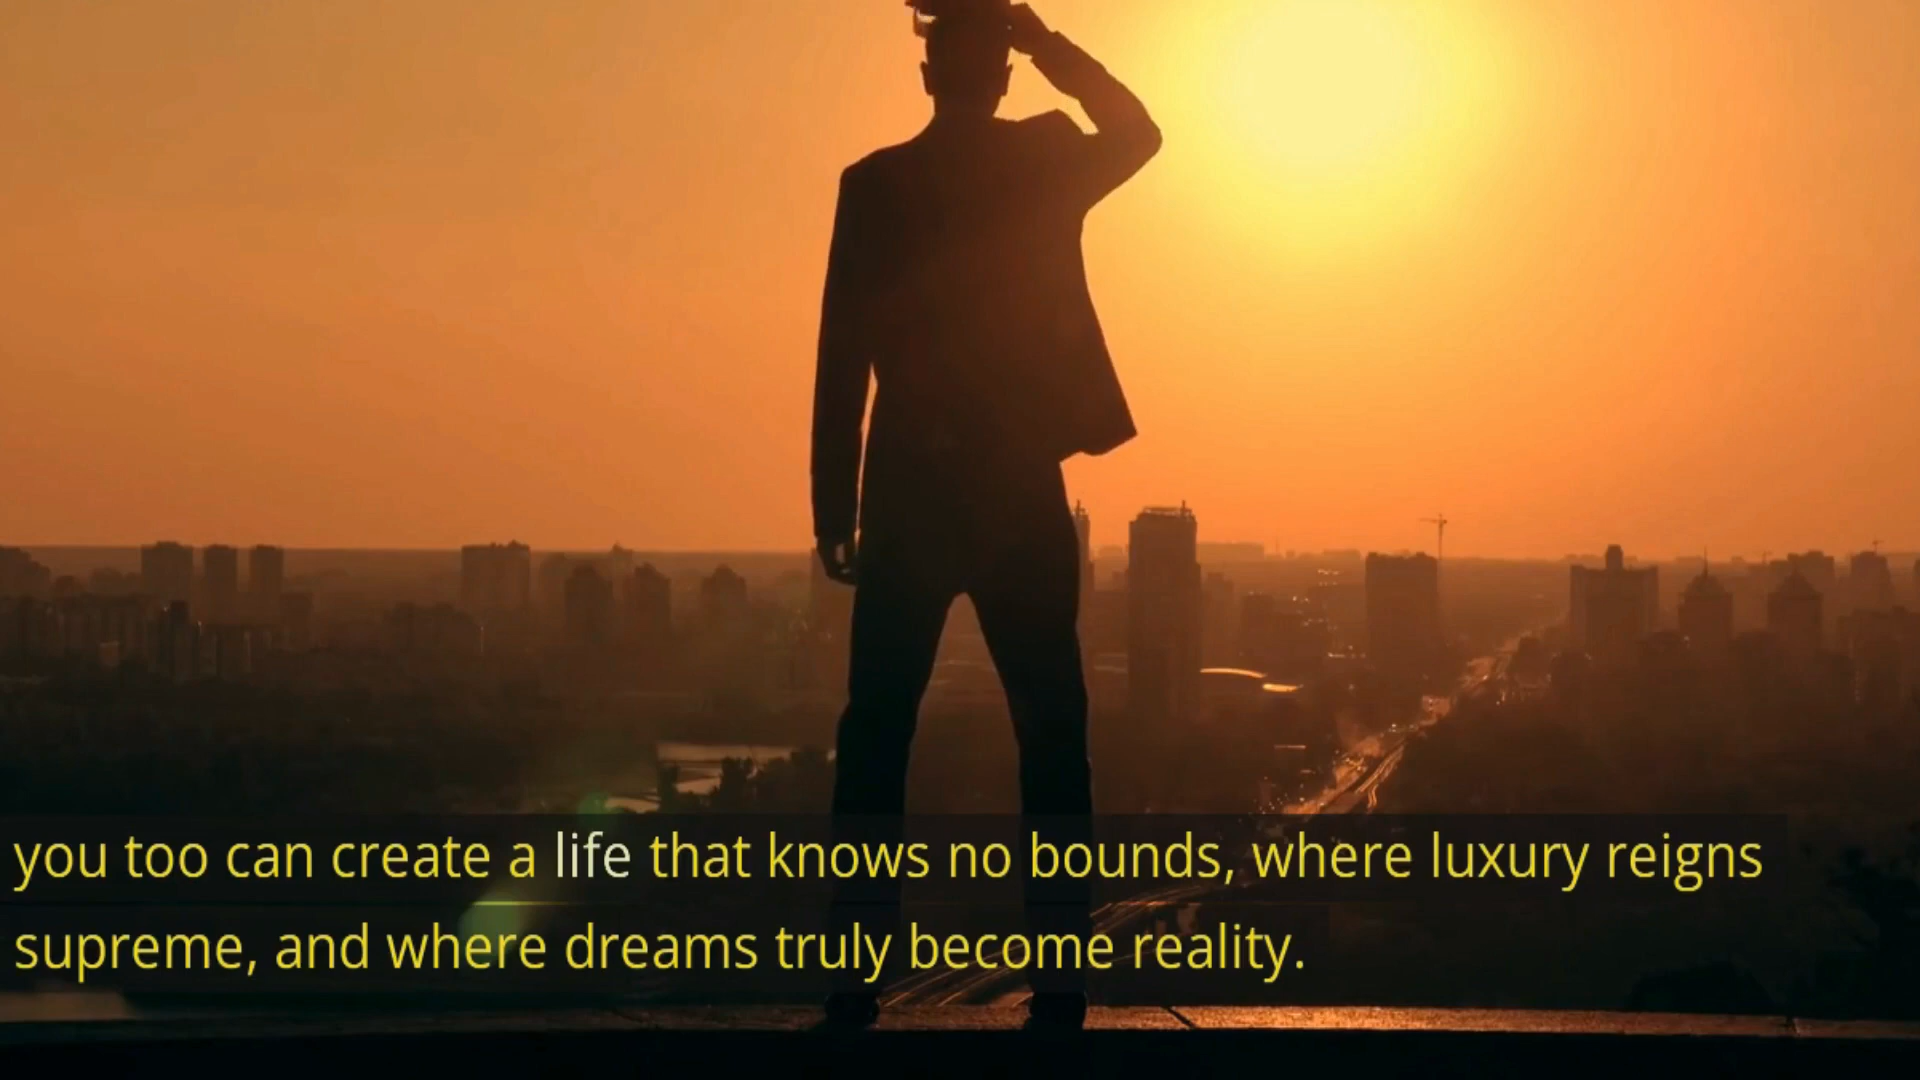 you too can create a life that knows no bounds, where luxury reigns
supreme, and where dreams truly become reality.